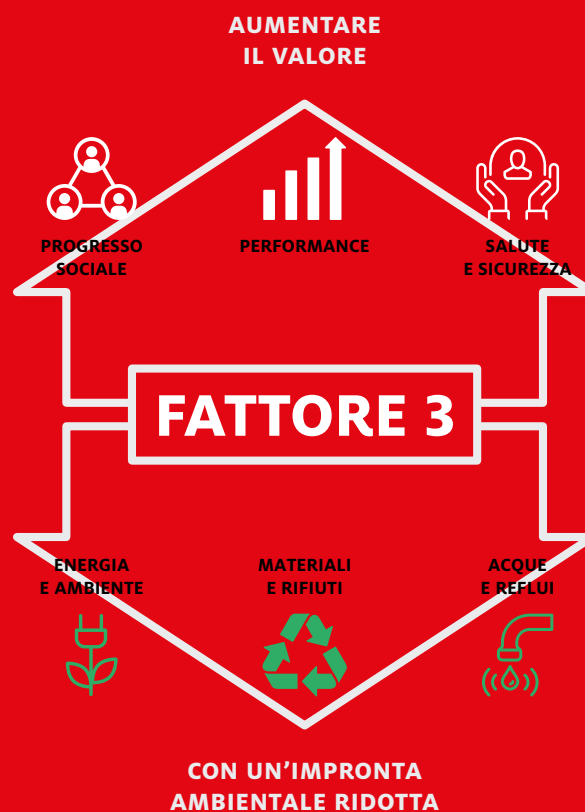 AUMENTARE
IL VALORE
PROGRESSO
SOCIALE
PERFORMANCE
SALUTE
E SICUREZZA
FATTORE 3
ENERGIA
E AMBIENTE
MATERIALI
E RIFIUTI
ACQUE
E REFLUI
CON UN’IMPRONTA
AMBIENTALE RIDOTTA